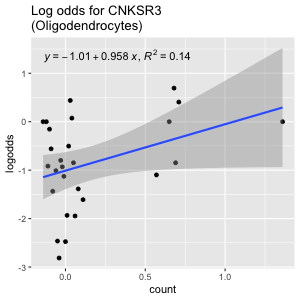 Log odds for CNKSR3
(Oligodendrocytes)
y = −1.01 + 0.958 x, R² = 0.14
1
0
-1
-2
-3
0.0 0.5 1.0
count
logodds